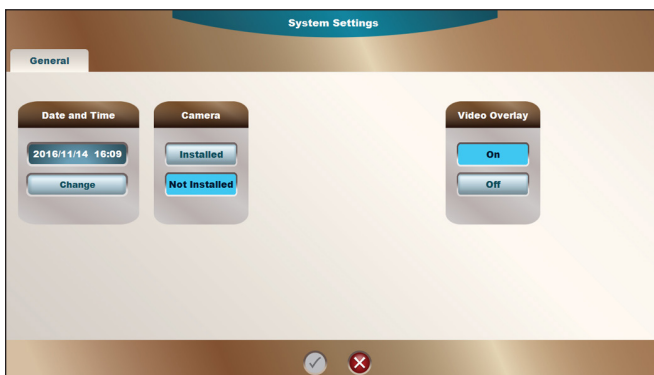 System Settings
General
Date and Time
2016/11/14 16:09
Change
Camera
Installed
Not Installed
Video Overlay
On
Off